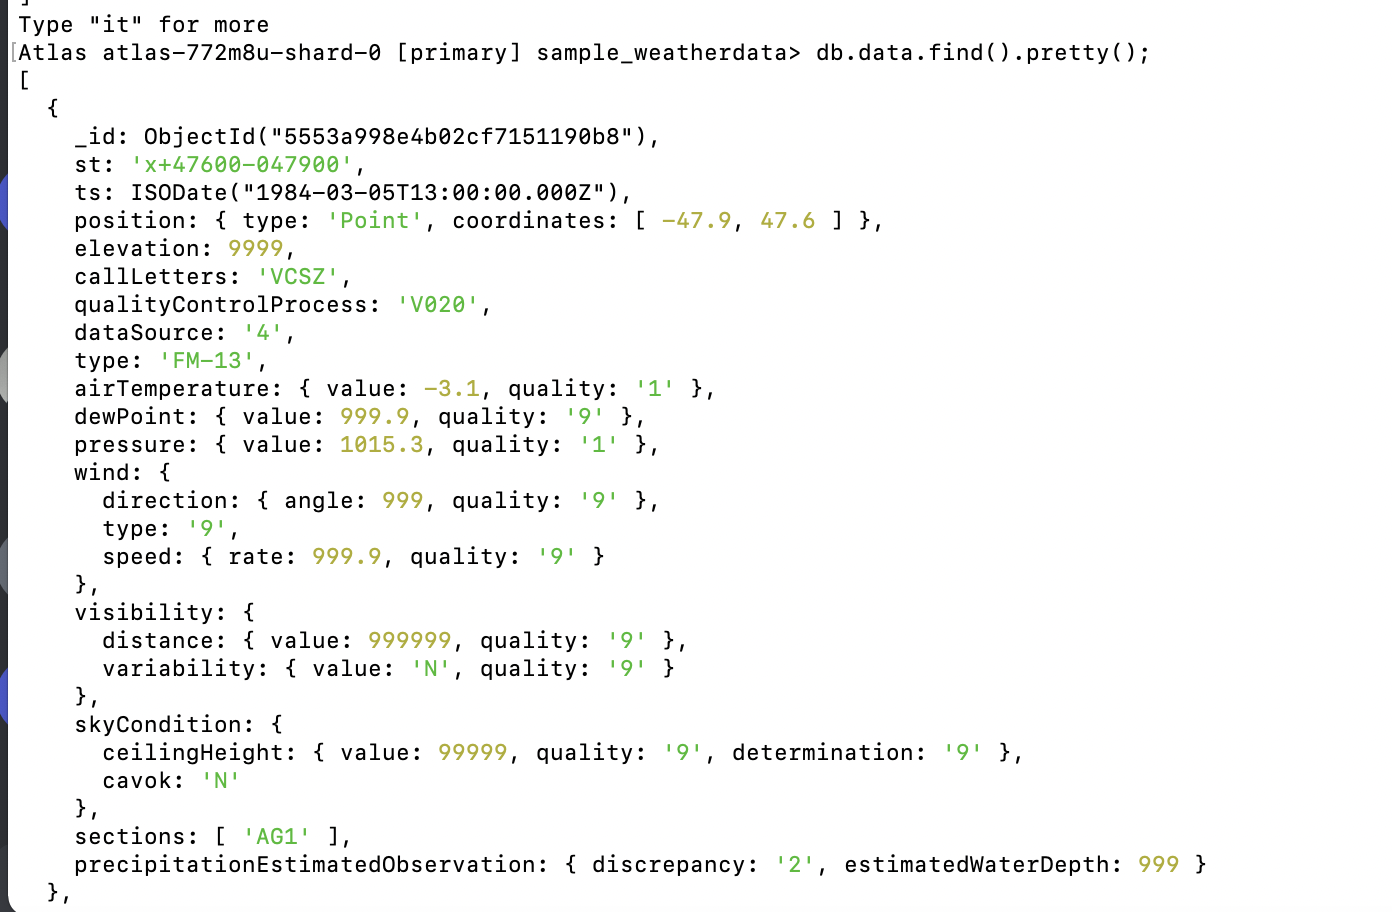 ]
Type "it" for more
[Atlas atlas-772m8u-shard-0 [primary] sample_weatherdata> db.data.find().pretty();
[
  {
    _id: ObjectId("5553a998e4b02cf7151190b8"),
    st: 'x+47600-047900',
    ts: ISODate("1984-03-05T13:00:00.000Z"),
    position: { type: 'Point', coordinates: [ -47.9, 47.6 ] },
    elevation: 9999,
    callLetters: 'VCSZ',
    qualityControlProcess: 'V020',
    dataSource: '4',
    type: 'FM-13',
    airTemperature: { value: -3.1, quality: '1' },
    dewPoint: { value: 999.9, quality: '9' },
    pressure: { value: 1015.3, quality: '1' },
    wind: {
      direction: { angle: 999, quality: '9' },
      type: '9',
      speed: { rate: 999.9, quality: '9' }
    },
    visibility: {
      distance: { value: 999999, quality: '9' },
      variability: { value: 'N', quality: '9' }
    },
    skyCondition: {
      ceilingHeight: { value: 99999, quality: '9', determination: '9' },
      cavok: 'N'
    },
    sections: [ 'AG1' ],
    precipitationEstimatedObservation: { discrepancy: '2', estimatedWaterDepth: 999 }
  },